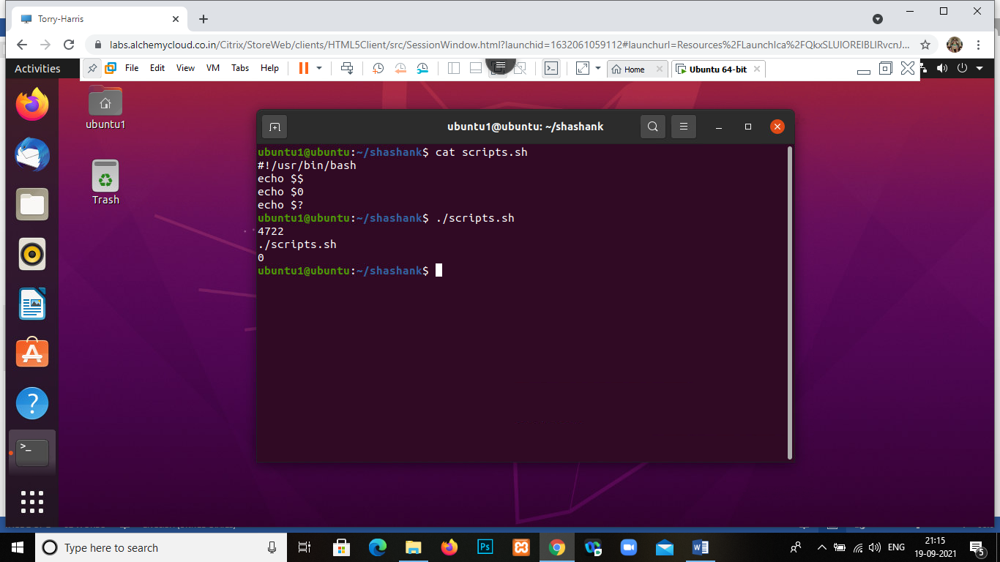 Torry-Harris
labs.alchemycloud.co.in/Citrix/StoreWeb/clients/HTML5Client/src/SessionWindow.html?launchid=1632061059112#launchurl=Resources%2FLaunchIca%2FQkxSLUlORElBLlRvcnJ...
Activities
File Edit View VM Tabs Help
Home
Ubuntu 64-bit
ubuntu1
Trash
ubuntu1@ubuntu: ~/shashank
ubuntu1@ubuntu:~/shashank$ cat scripts.sh
#!/usr/bin/bash
echo $$
echo $0
echo $?
ubuntu1@ubuntu:~/shashank$ ./scripts.sh
4722
./scripts.sh
0
ubuntu1@ubuntu:~/shashank$
Type here to search
Ps
ENG
21:15
19-09-2021
5